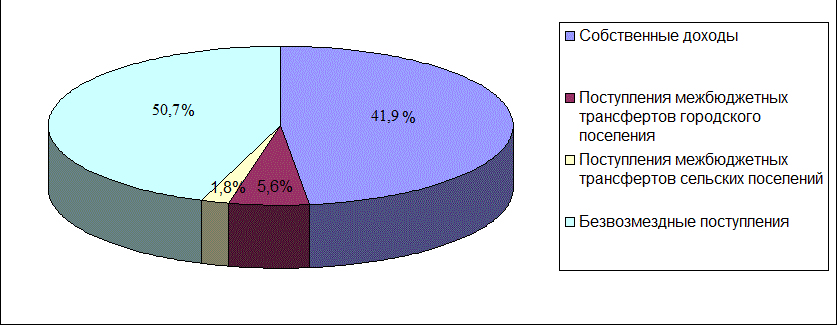 50,7%
41,9 %
1,8%
5,6%
Собственные доходы
Поступления межбюджетных
трансфертов городского
поселения
Поступления межбюджетных
трансфертов сельских поселений
Безвозмездные поступления